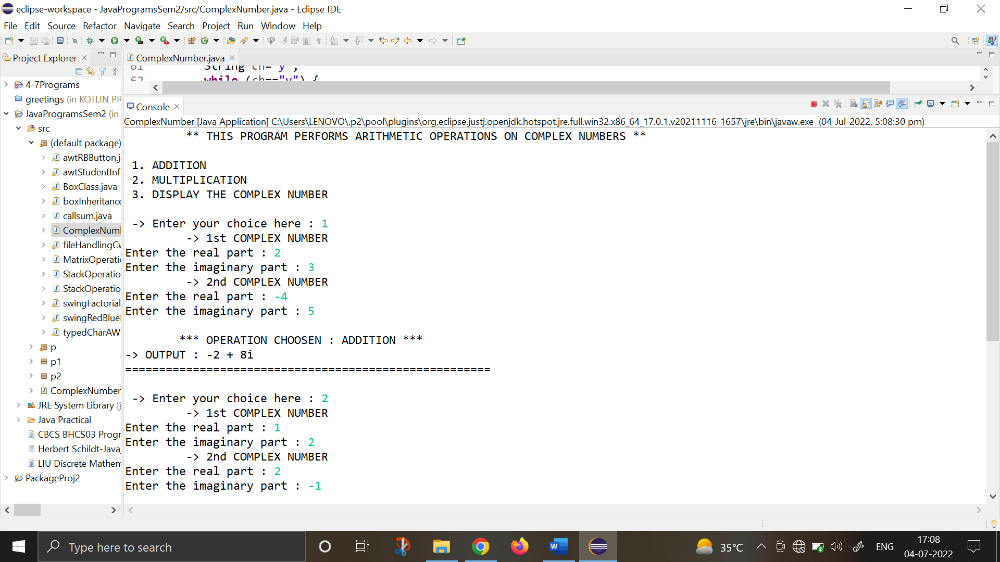 eclipse-workspace - JavaProgramsSem2/src/ComplexNumber.java - Eclipse IDE
File Edit Source Refactor Navigate Search Project Run Window Help
Project Explorer
ComplexNumber.java
4-7Programs
greetings (in KOTLIN PR
JavaProgramsSem2 (in
src
(default package)
awtRBButton.j
awtStudentInf
BoxClass.java
boxInheritance
callsum.java
ComplexNuml
fileHandlingCv
MatrixOperatic
StackOperatio
StackOperatio
swingFactorial
swingRedBlue
typedCharAW
p
p1
p2
ComplexNumber
JRE System Library [j
Java Practical
CBCS BHCS03 Progr
Herbert Schildt-Java
LIU Discrete Mathem
PackageProj2
61 String ch="y";
62 while (ch=="y") {
Console
ComplexNumber [Java Application] C:\Users\LENOVO\.p2\pool\plugins\org.eclipse.justj.openjdk.hotspot.jre.full.win32.x86_64_17.0.1.v20211116-1657\jre\bin\javaw.exe (04-Jul-2022, 5:08:30 pm)
** THIS PROGRAM PERFORMS ARITHMETIC OPERATIONS ON COMPLEX NUMBERS **
1. ADDITION
2. MULTIPLICATION
3. DISPLAY THE COMPLEX NUMBER
-> Enter your choice here : 1
-> 1st COMPLEX NUMBER
Enter the real part : 2
Enter the imaginary part : 3
-> 2nd COMPLEX NUMBER
Enter the real part : -4
Enter the imaginary part : 5
*** OPERATION CHOOSEN : ADDITION ***
-> OUTPUT : -2 + 8i
======================================================
-> Enter your choice here : 2
-> 1st COMPLEX NUMBER
Enter the real part : 1
Enter the imaginary part : 2
-> 2nd COMPLEX NUMBER
Enter the real part : 2
Enter the imaginary part : -1
Type here to search
35°C
ENG
17:08
04-07-2022